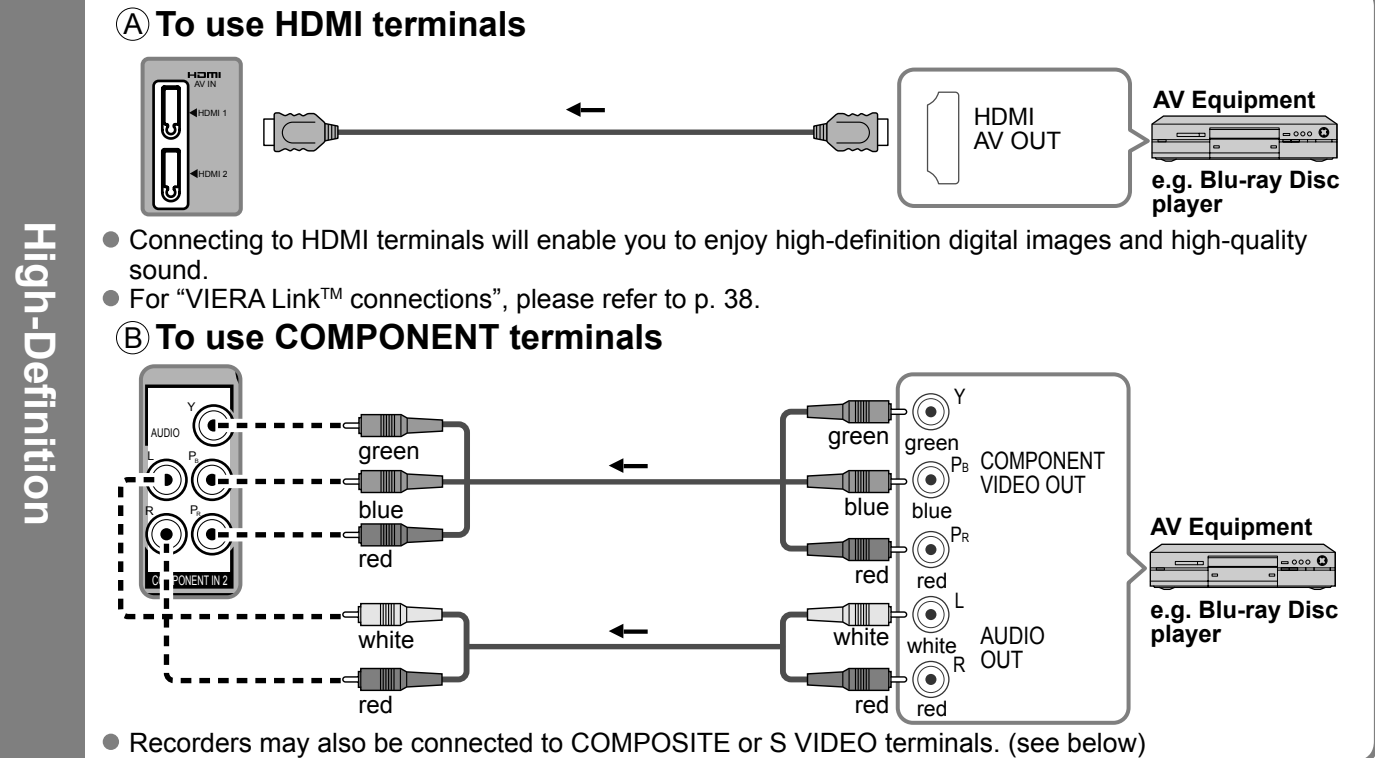 High-Definition
Ⓐ To use HDMI terminals
HDMI
AV IN
HDMI 1
HDMI 2
HDMI
AV OUT
AV Equipment
e.g. Blu-ray Disc
player
● Connecting to HDMI terminals will enable you to enjoy high-definition digital images and high-quality
sound.
● For “VIERA Link™ connections”, please refer to p. 38.
Ⓑ To use COMPONENT terminals
Y
AUDIO
L
PB
R
PR
COMPONENT IN 2
green
blue
red
white
red
green
blue
red
white
red
Y
green
PB
blue
PR
red
COMPONENT
VIDEO OUT
L
white
R
red
AUDIO
OUT
AV Equipment
e.g. Blu-ray Disc
player
● Recorders may also be connected to COMPOSITE or S VIDEO terminals. (see below)